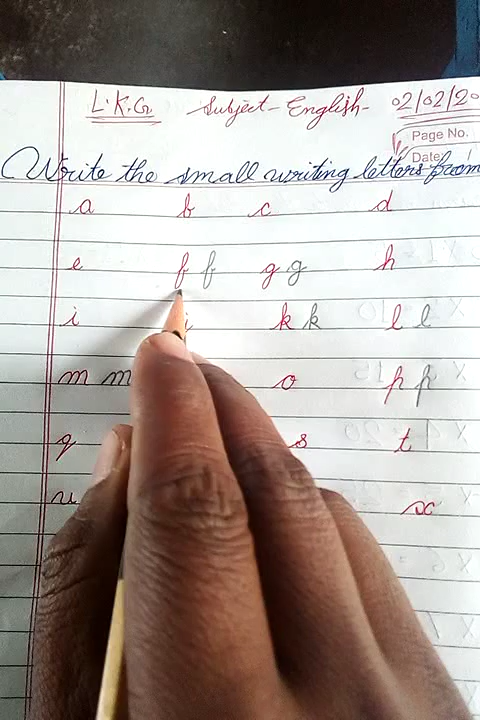 L.K.G. Subject - English - 02/02/20
Page No.
Date
Write the small writing letters from
a b c d
e f f g g h
i j k k l l
m m o p p
q s t
u x